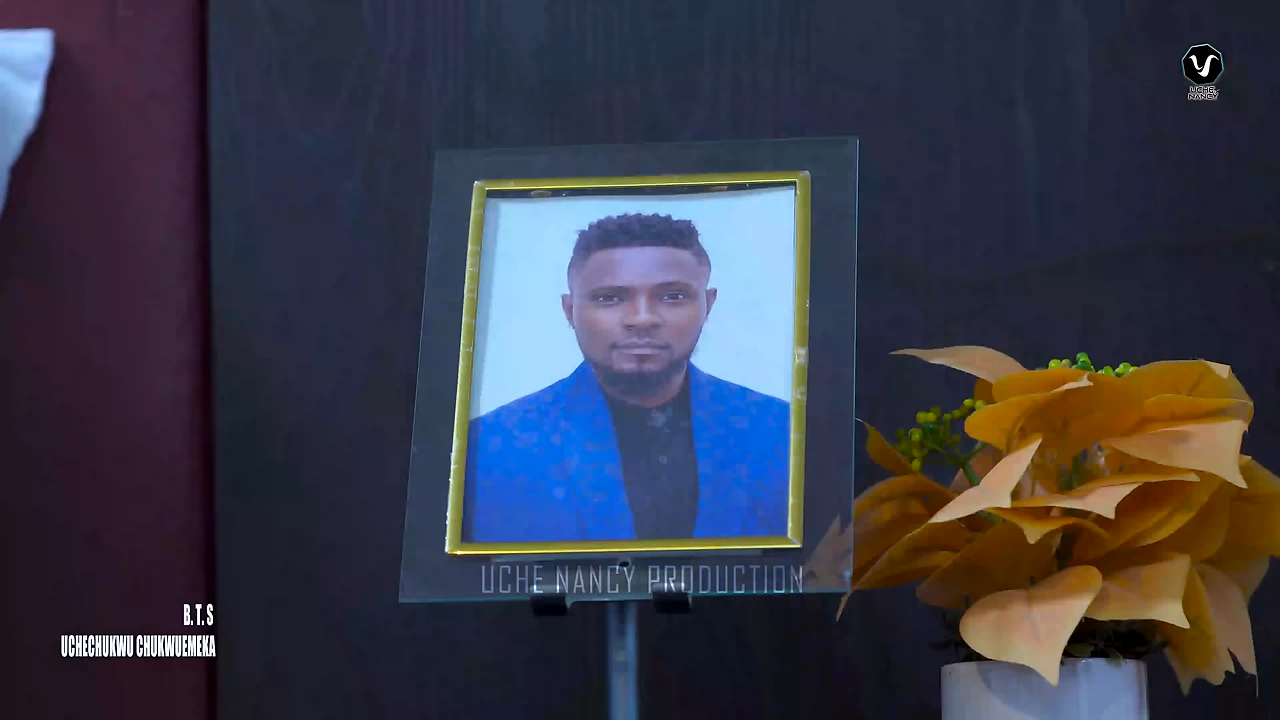 UCHE
NANCY
UCHE NANCY PRODUCTION
B.T.S
UCHECHUKWU CHUKWUEMEKA